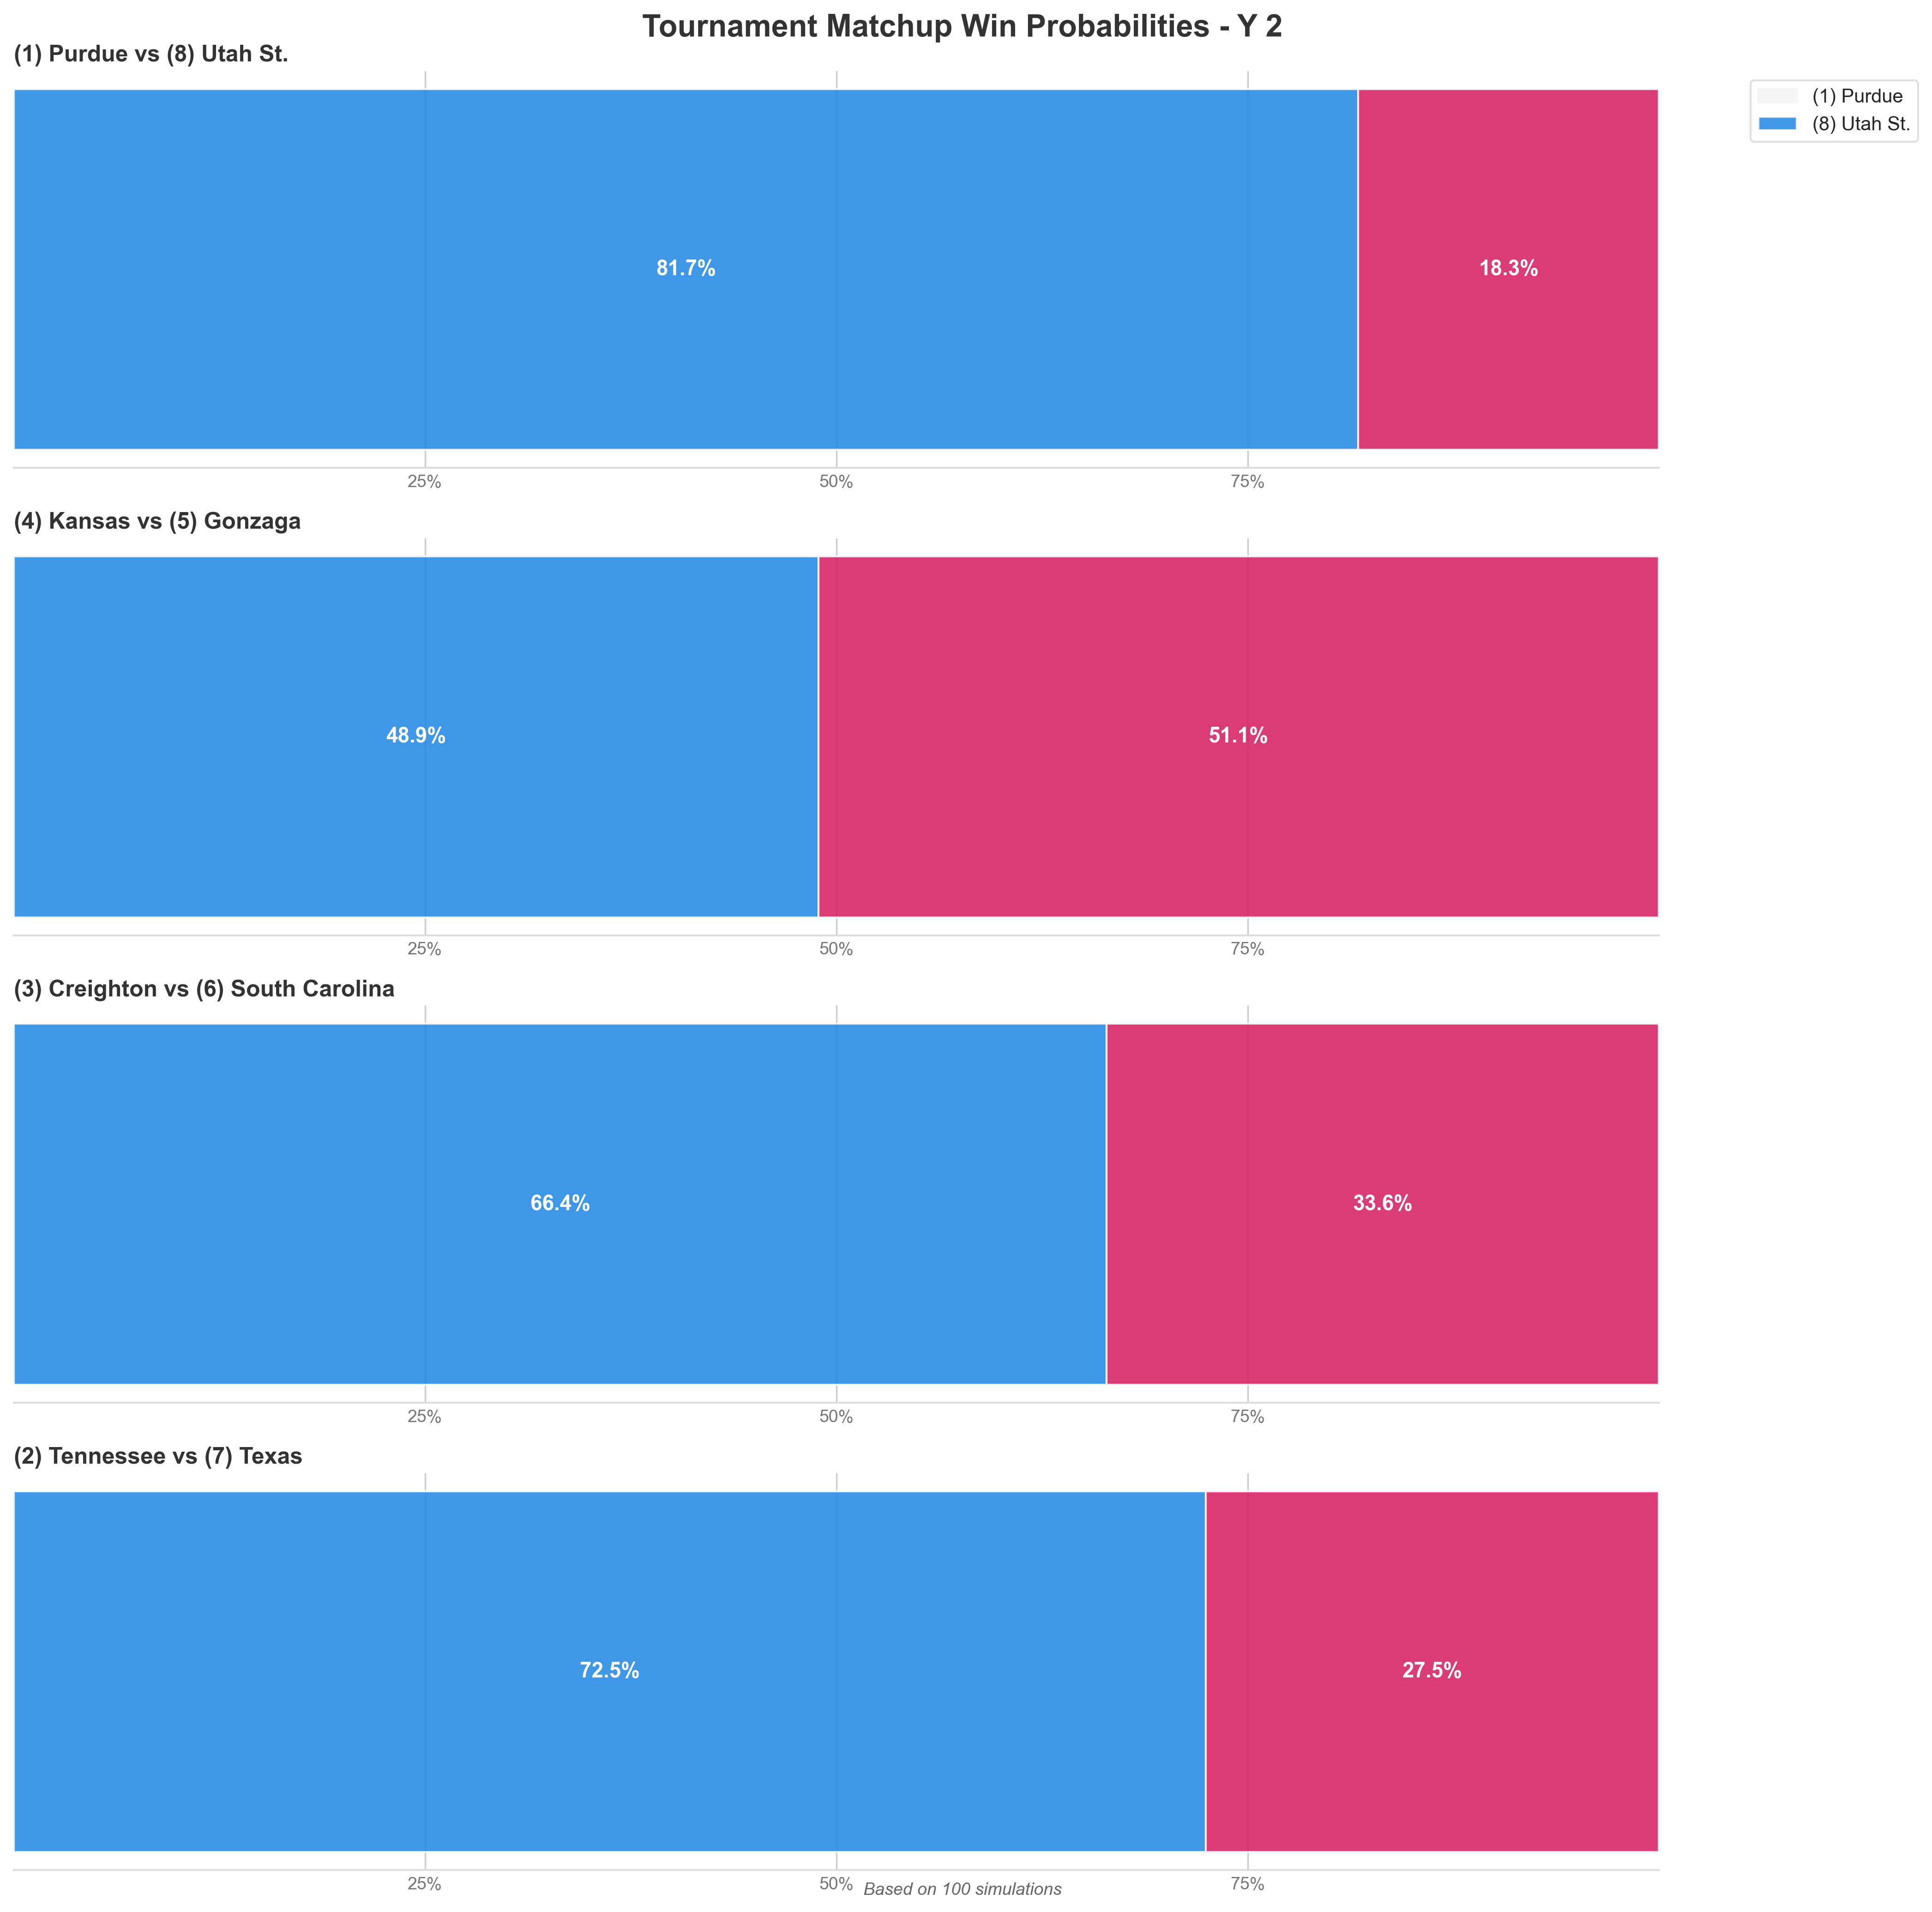 Tournament Matchup Win Probabilities - Y 2
(1) Purdue vs (8) Utah St.
(1) Purdue
(8) Utah St.
81.7% 18.3%
25% 50% 75%
(4) Kansas vs (5) Gonzaga
48.9% 51.1%
25% 50% 75%
(3) Creighton vs (6) South Carolina
66.4% 33.6%
25% 50% 75%
(2) Tennessee vs (7) Texas
72.5% 27.5%
25% 50% 75%
Based on 100 simulations